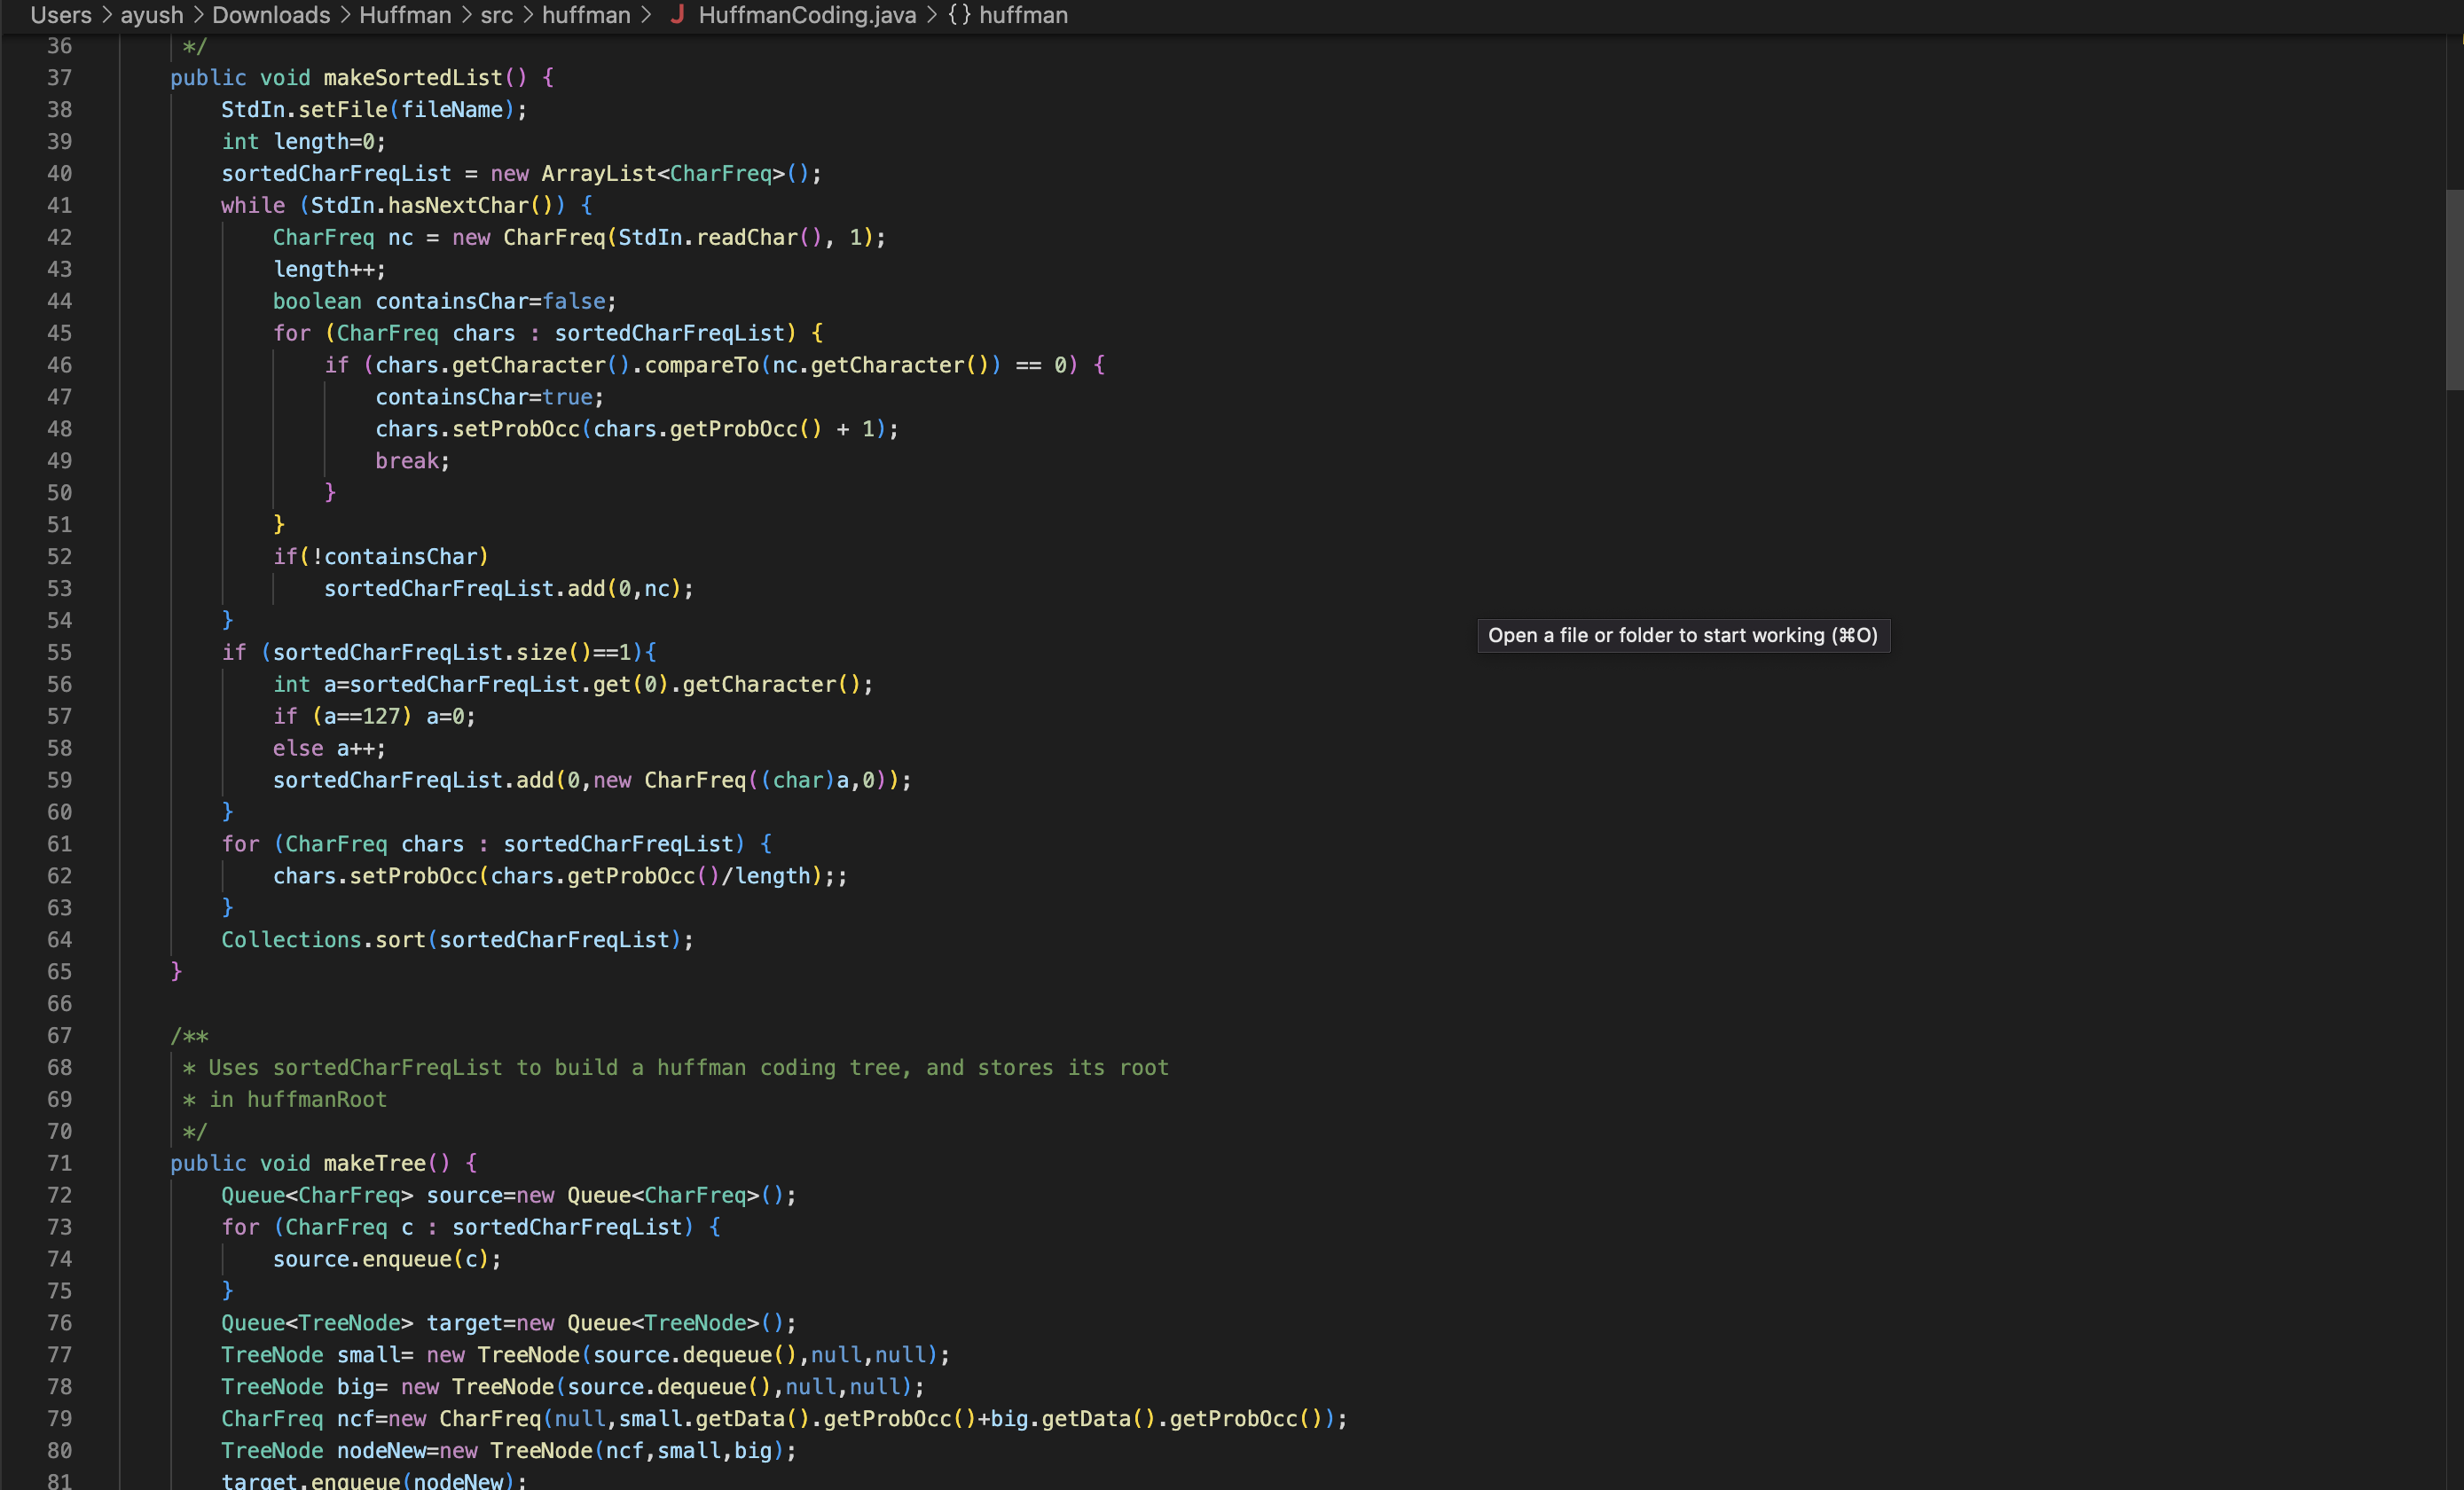 Users > ayush > Downloads > Huffman > src > huffman > J HuffmanCoding.java > {} huffman
36 */
37 public void makeSortedList() {
38 StdIn.setFile(fileName);
39 int length=0;
40 sortedCharFreqList = new ArrayList<CharFreq>();
41 while (StdIn.hasNextChar()) {
42 CharFreq nc = new CharFreq(StdIn.readChar(), 1);
43 length++;
44 boolean containsChar=false;
45 for (CharFreq chars : sortedCharFreqList) {
46 if (chars.getCharacter().compareTo(nc.getCharacter()) == 0) {
47 containsChar=true;
48 chars.setProbOcc(chars.getProbOcc() + 1);
49 break;
50 }
51 }
52 if(!containsChar)
53 sortedCharFreqList.add(0,nc);
54 }
Open a file or folder to start working (⌘O)
55 if (sortedCharFreqList.size()==1){
56 int a=sortedCharFreqList.get(0).getCharacter();
57 if (a==127) a=0;
58 else a++;
59 sortedCharFreqList.add(0,new CharFreq((char)a,0));
60 }
61 for (CharFreq chars : sortedCharFreqList) {
62 chars.setProbOcc(chars.getProbOcc()/length);;
63 }
64 Collections.sort(sortedCharFreqList);
65 }
66
67 /**
68 * Uses sortedCharFreqList to build a huffman coding tree, and stores its root
69 * in huffmanRoot
70 */
71 public void makeTree() {
72 Queue<CharFreq> source=new Queue<CharFreq>();
73 for (CharFreq c : sortedCharFreqList) {
74 source.enqueue(c);
75 }
76 Queue<TreeNode> target=new Queue<TreeNode>();
77 TreeNode small= new TreeNode(source.dequeue(),null,null);
78 TreeNode big= new TreeNode(source.dequeue(),null,null);
79 CharFreq ncf=new CharFreq(null,small.getData().getProbOcc()+big.getData().getProbOcc());
80 TreeNode nodeNew=new TreeNode(ncf,small,big);
81 target.enqueue(nodeNew);